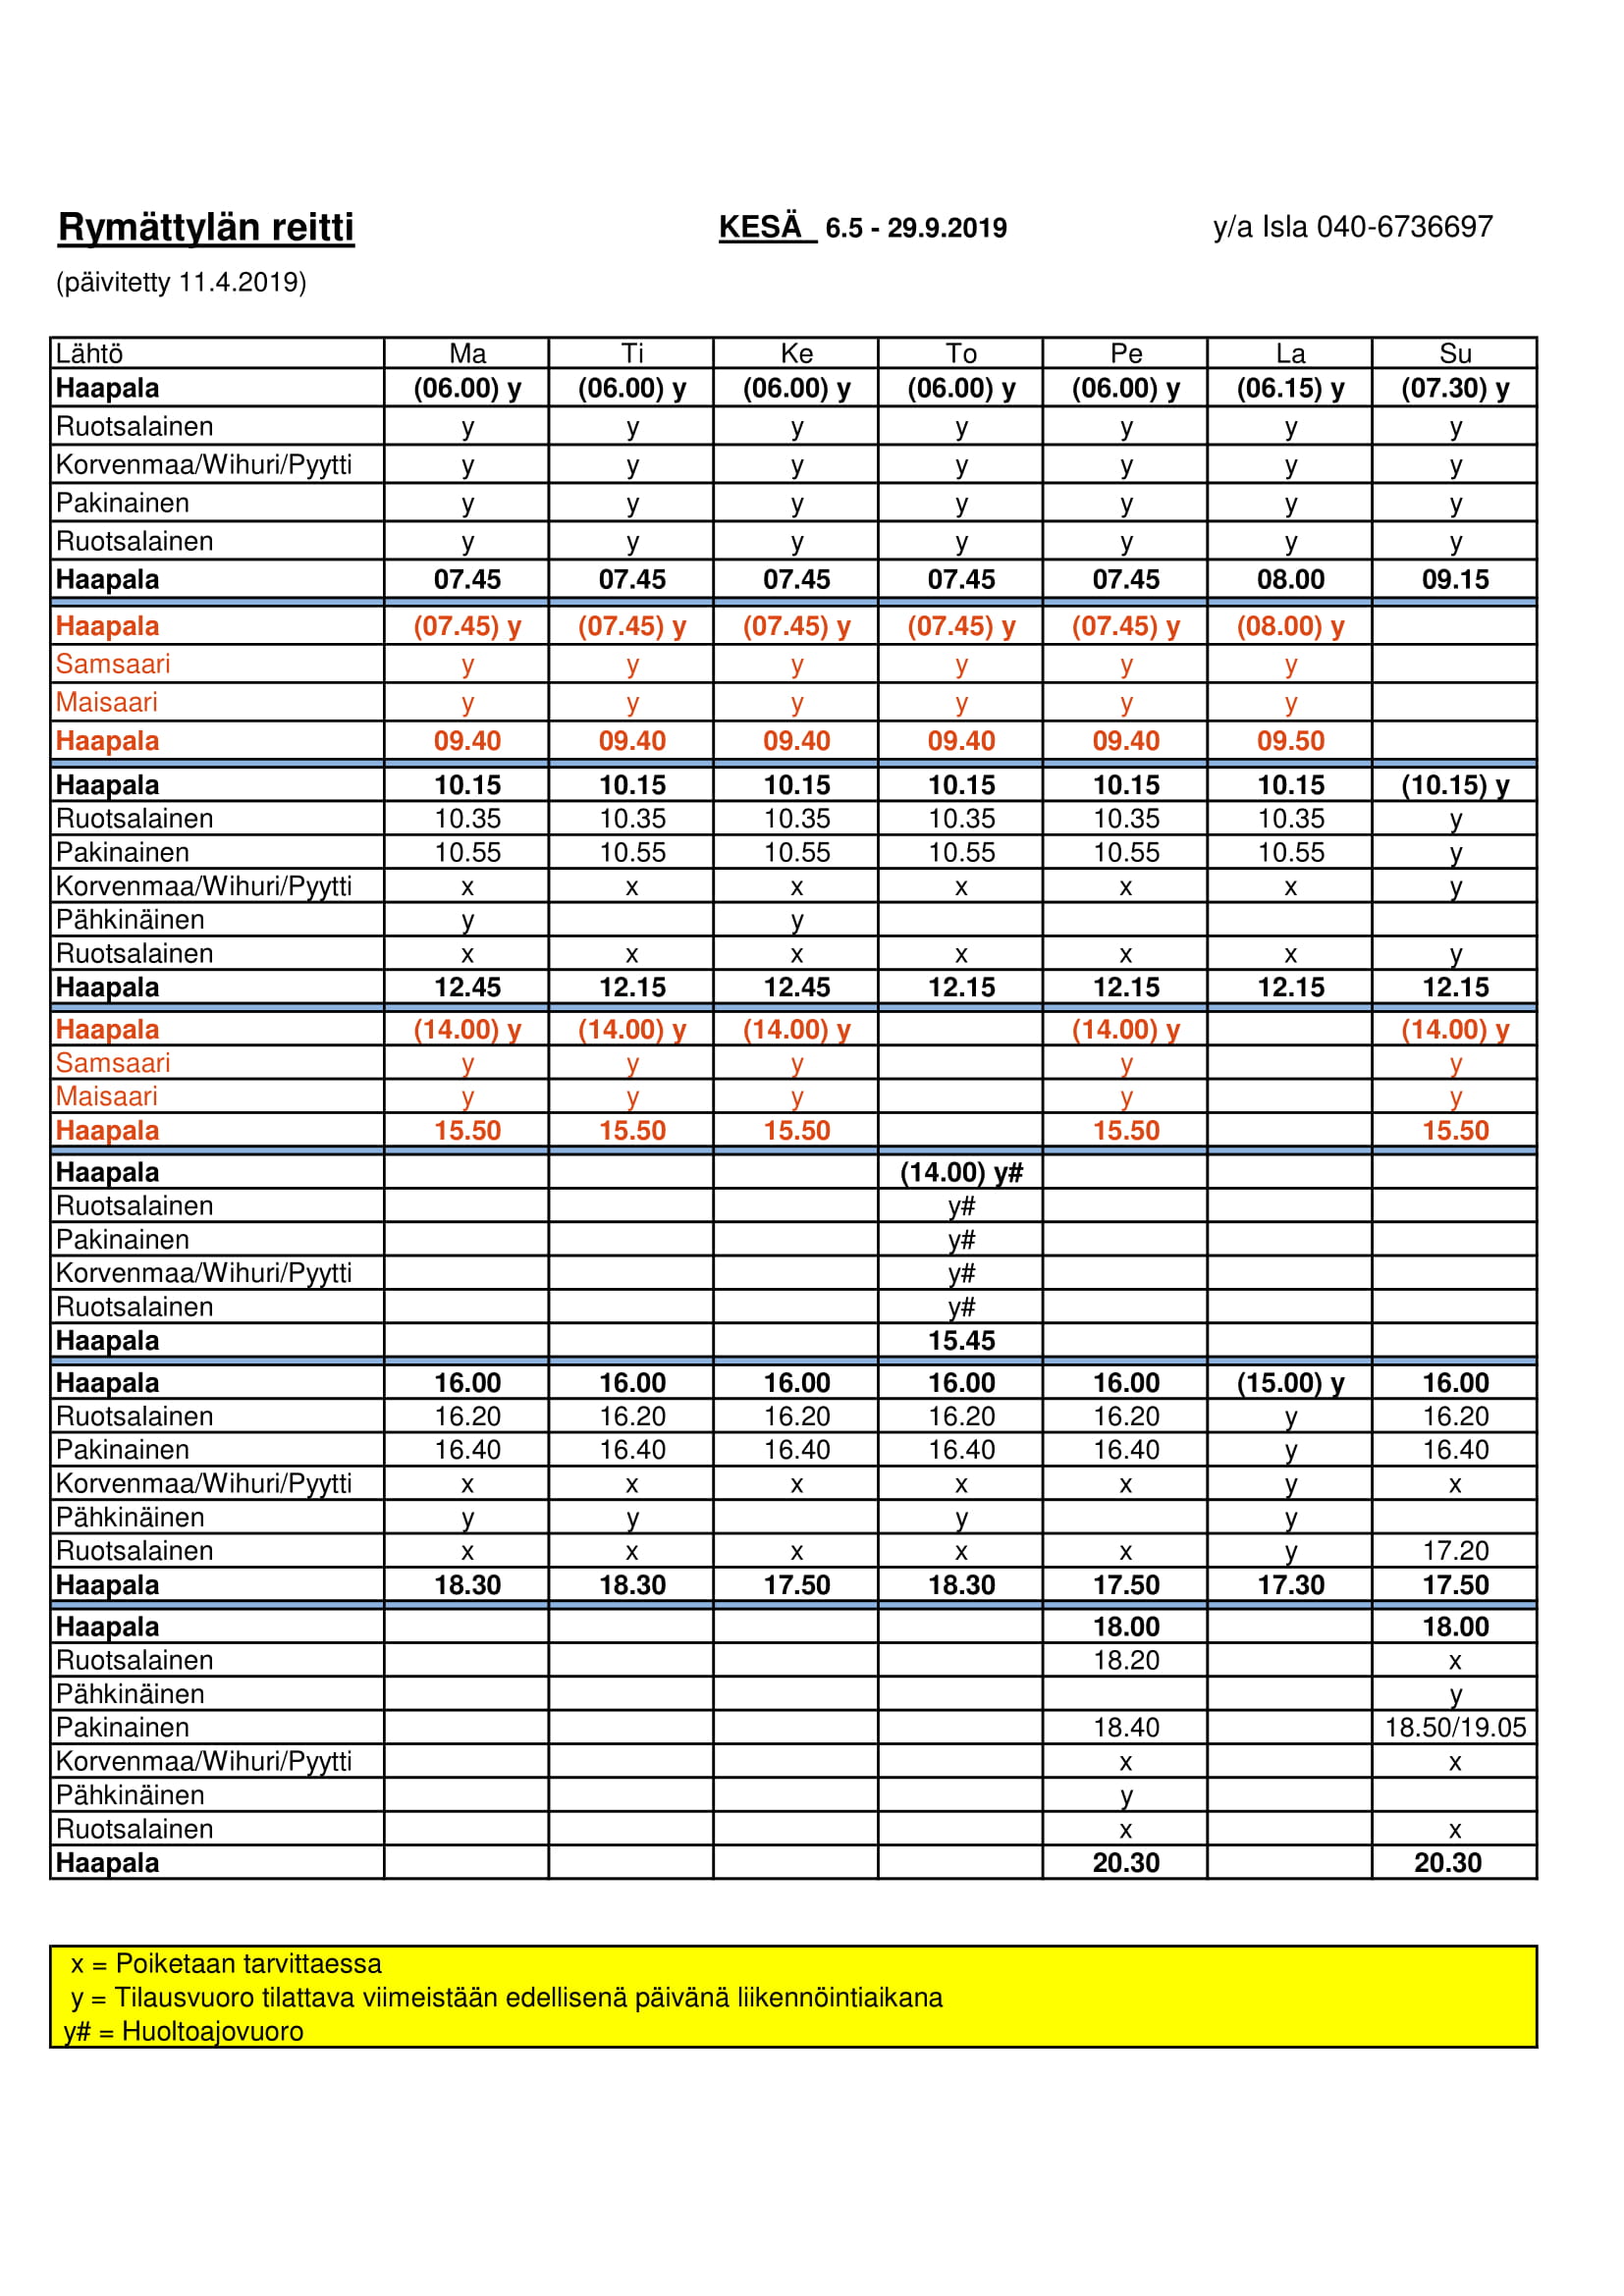 Rymättylän reitti KESÄ 6.5 - 29.9.2019 y/a Isla 040-6736697
(päivitetty 11.4.2019)
Lähtö Ma Ti Ke To Pe La Su
Haapala (06.00) y (06.00) y (06.00) y (06.00) y (06.00) y (06.15) y (07.30) y
Ruotsalainen y y y y y y y
Korvenmaa/Wihuri/Pyytti y y y y y y y
Pakinainen y y y y y y y
Ruotsalainen y y y y y y y
Haapala 07.45 07.45 07.45 07.45 07.45 08.00 09.15
Haapala (07.45) y (07.45) y (07.45) y (07.45) y (07.45) y (08.00) y
Samsaari y y y y y y
Maisaari y y y y y y
Haapala 09.40 09.40 09.40 09.40 09.40 09.50
Haapala 10.15 10.15 10.15 10.15 10.15 10.15 (10.15) y
Ruotsalainen 10.35 10.35 10.35 10.35 10.35 10.35 y
Pakinainen 10.55 10.55 10.55 10.55 10.55 10.55 y
Korvenmaa/Wihuri/Pyytti x x x x x x y
Pähkinäinen y y
Ruotsalainen x x x x x x y
Haapala 12.45 12.15 12.45 12.15 12.15 12.15 12.15
Haapala (14.00) y (14.00) y (14.00) y (14.00) y (14.00) y
Samsaari y y y y y
Maisaari y y y y y
Haapala 15.50 15.50 15.50 15.50 15.50
Haapala (14.00) y#
Ruotsalainen y#
Pakinainen y#
Korvenmaa/Wihuri/Pyytti y#
Ruotsalainen y#
Haapala 15.45
Haapala 16.00 16.00 16.00 16.00 16.00 (15.00) y 16.00
Ruotsalainen 16.20 16.20 16.20 16.20 16.20 y 16.20
Pakinainen 16.40 16.40 16.40 16.40 16.40 y 16.40
Korvenmaa/Wihuri/Pyytti x x x x x y x
Pähkinäinen y y y y
Ruotsalainen x x x x x y 17.20
Haapala 18.30 18.30 17.50 18.30 17.50 17.30 17.50
Haapala 18.00 18.00
Ruotsalainen 18.20 x
Pähkinäinen y
Pakinainen 18.40 18.50/19.05
Korvenmaa/Wihuri/Pyytti x x
Pähkinäinen y
Ruotsalainen x x
Haapala 20.30 20.30
x = Poiketaan tarvittaessa
y = Tilausvuoro tilattava viimeistään edellisenä päivänä liikennöintiaikana
y# = Huoltoajovuoro